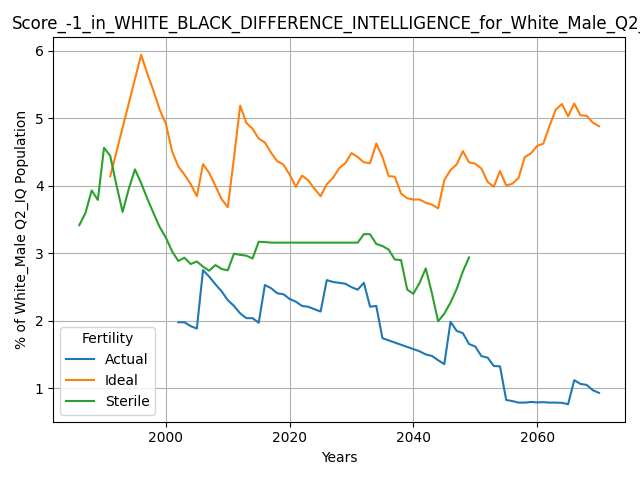 Score_-1_in_WHITE_BLACK_DIFFERENCE_INTELLIGENCE_for_White_Male_Q2_
% of White_Male Q2_IQ Population
6
5
4
3
2
1
Fertility
Actual
Ideal
Sterile
2000
2020
2040
2060
Years